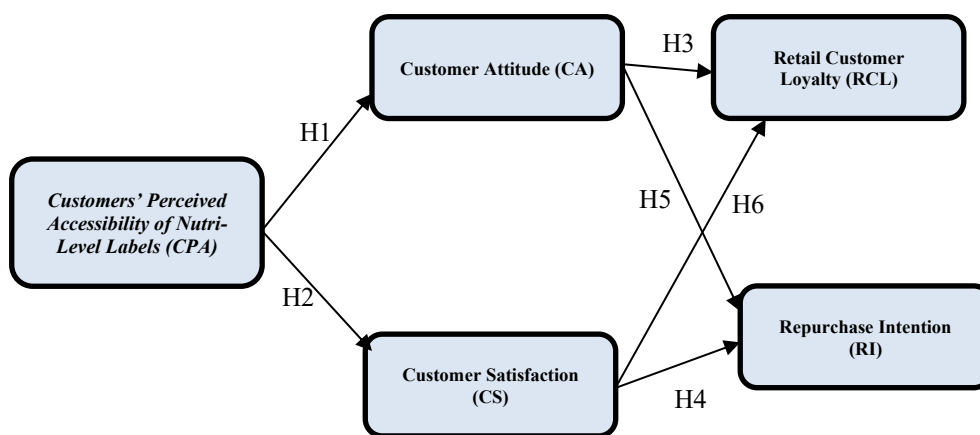 Customer Attitude (CA)
H3
Retail Customer
Loyalty (RCL)
H1
Customers’ Perceived
Accessibility of Nutri-
Level Labels (CPA)
H5
H6
H2
Repurchase Intention
(RI)
Customer Satisfaction
(CS)
H4